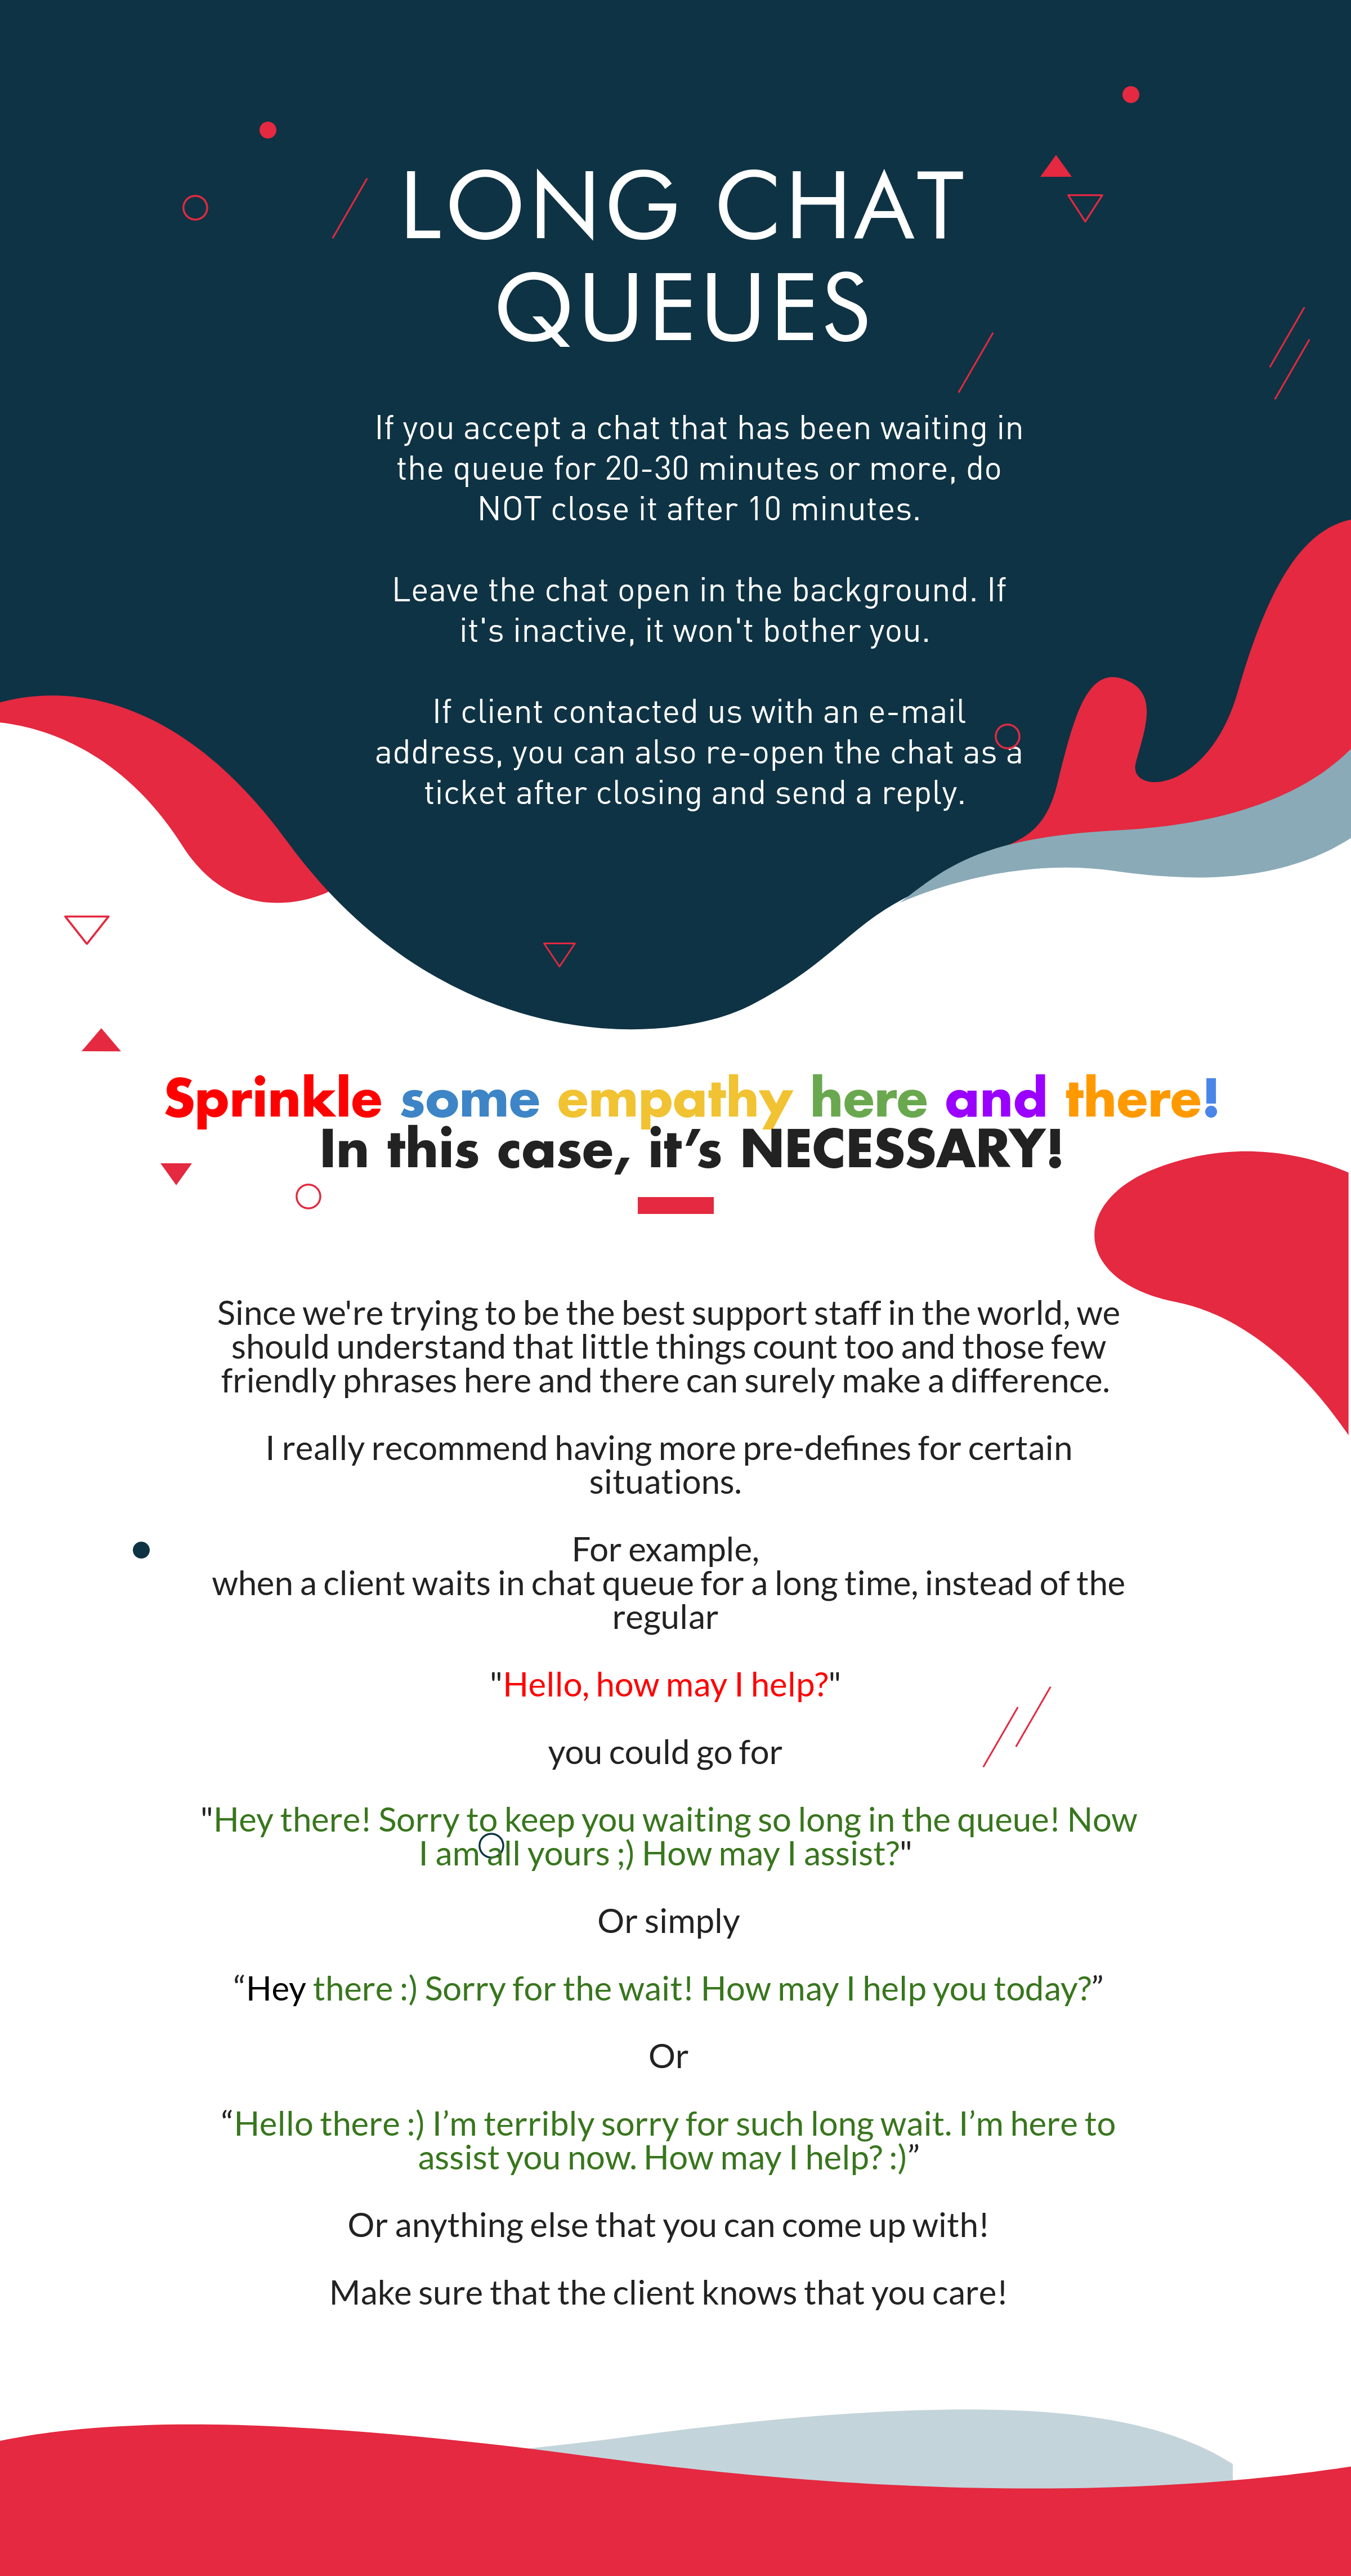 LONG CHAT
QUEUES
If you accept a chat that has been waiting in
the queue for 20-30 minutes or more, do
NOT close it after 10 minutes.
Leave the chat open in the background. If
it's inactive, it won't bother you.
If client contacted us with an e-mail
address, you can also re-open the chat as a
ticket after closing and send a reply.
Sprinkle some empathy here and there!
In this case, it’s NECESSARY!
Since we're trying to be the best support staff in the world, we
should understand that little things count too and those few
friendly phrases here and there can surely make a difference.
I really recommend having more pre-defines for certain
situations.
For example,
when a client waits in chat queue for a long time, instead of the
regular
"Hello, how may I help?"
you could go for
"Hey there! Sorry to keep you waiting so long in the queue! Now
I am all yours ;) How may I assist?"
Or simply
“Hey there :) Sorry for the wait! How may I help you today?”
Or
“Hello there :) I’m terribly sorry for such long wait. I’m here to
assist you now. How may I help? :)”
Or anything else that you can come up with!
Make sure that the client knows that you care!